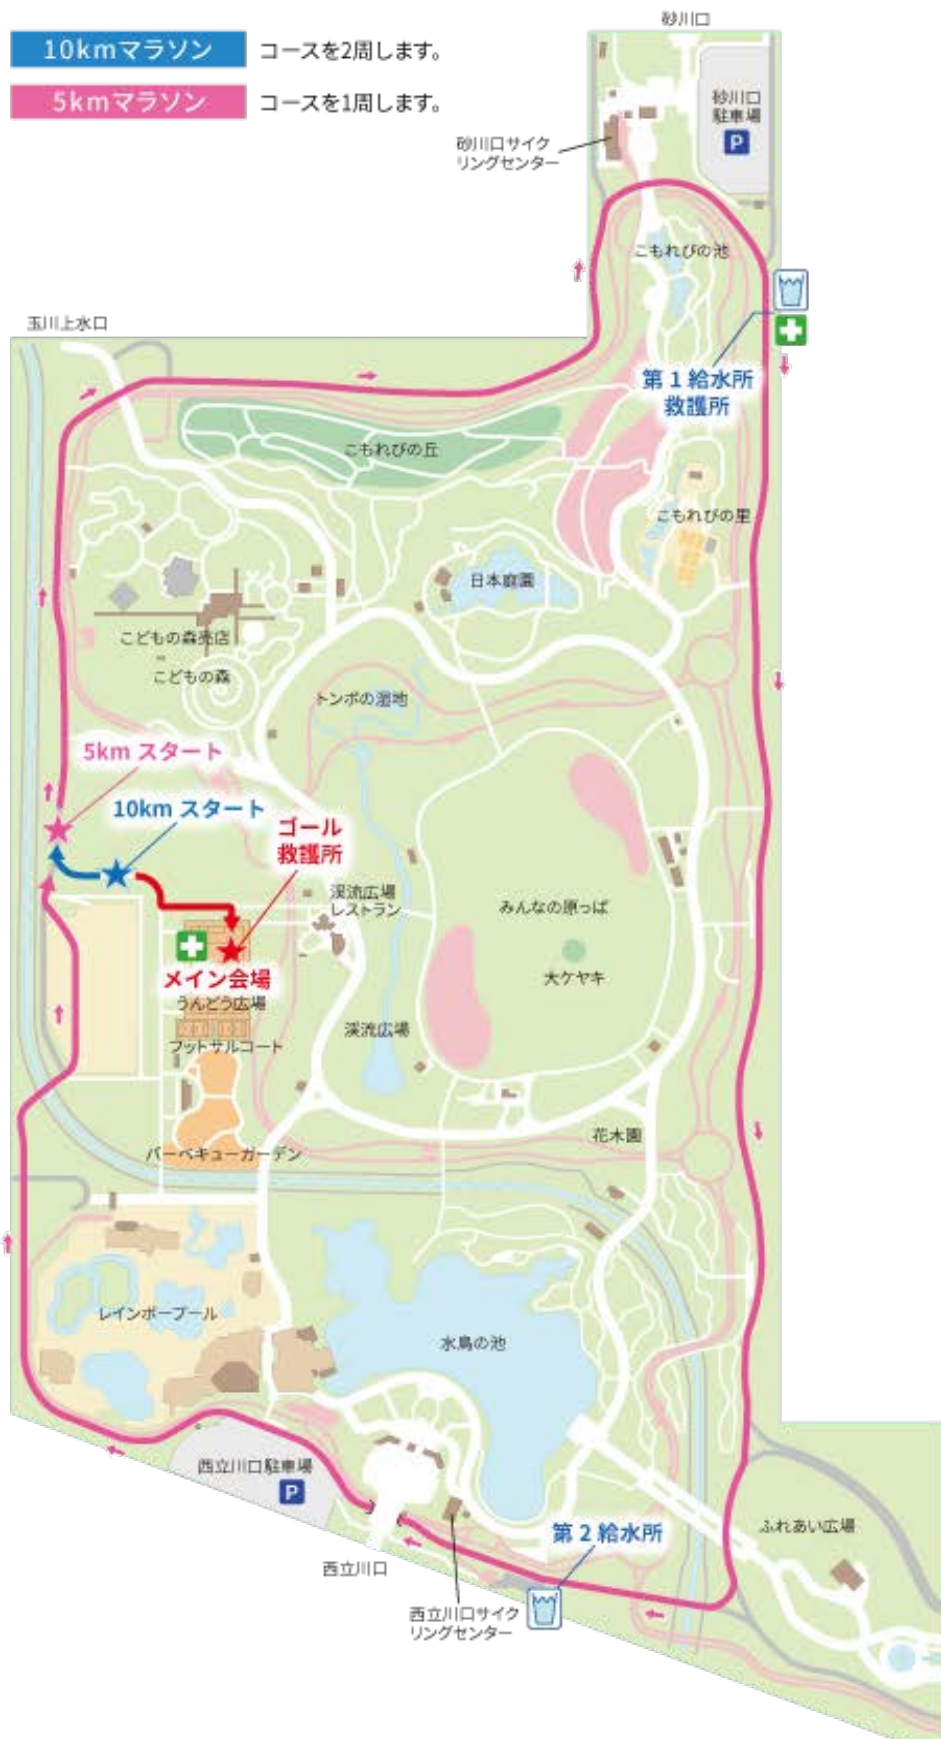 砂川口
10kmマラソン コースを2周します。
5kmマラソン コースを1周します。
砂川口
駐車場
P
砂川口サイク
リングセンター
こもれびの池
玉川上水口
第1給水所
救護所
こもれびの丘
こもれびの里
日本庭園
こどもの森売店
こどもの森
トンボの湿地
5km スタート
10km スタート
ゴール
救護所
渓流広場
レストラン
みんなの原っぱ
大ケヤキ
メイン会場
うんどう広場
渓流広場
フットサルコート
花木園
バーベキューガーデン
レインボープール
水鳥の池
西立川口駐車場
P
ふれあい広場
第2給水所
西立川口
西立川口サイク
リングセンター